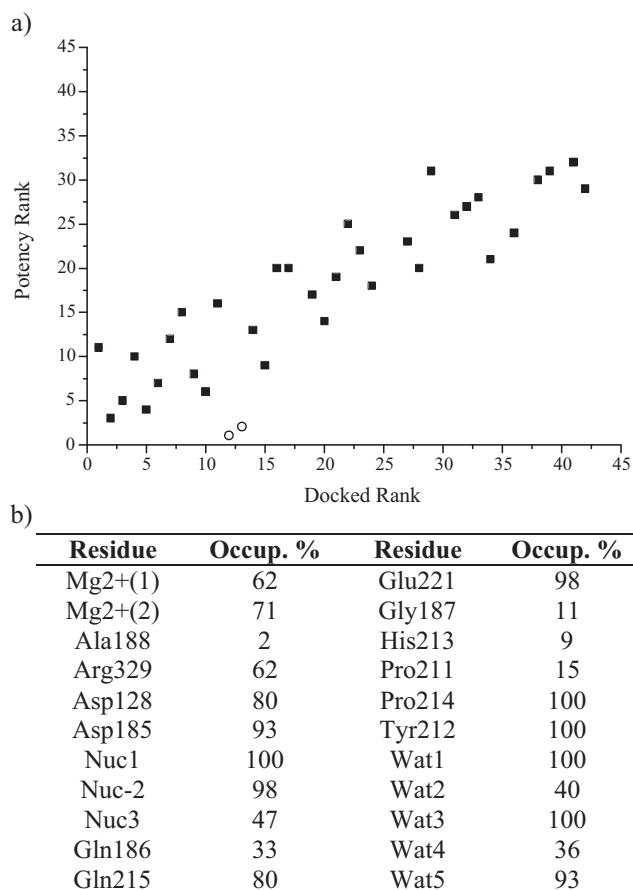 a)
45
40
35
30
25
20
15
10
5
0
Potency Rank
0 5 10 15 20 25 30 35 40 45
Docked Rank
b)
Residue Occup. % Residue Occup. %
Mg2+(1) 62 Glu221 98
Mg2+(2) 71 Gly187 11
Ala188 2 His213 9
Arg329 62 Pro211 15
Asp128 80 Pro214 100
Asp185 93 Tyr212 100
Nuc1 100 Wat1 100
Nuc-2 98 Wat2 40
Nuc3 47 Wat3 100
Gln186 33 Wat4 36
Gln215 80 Wat5 93